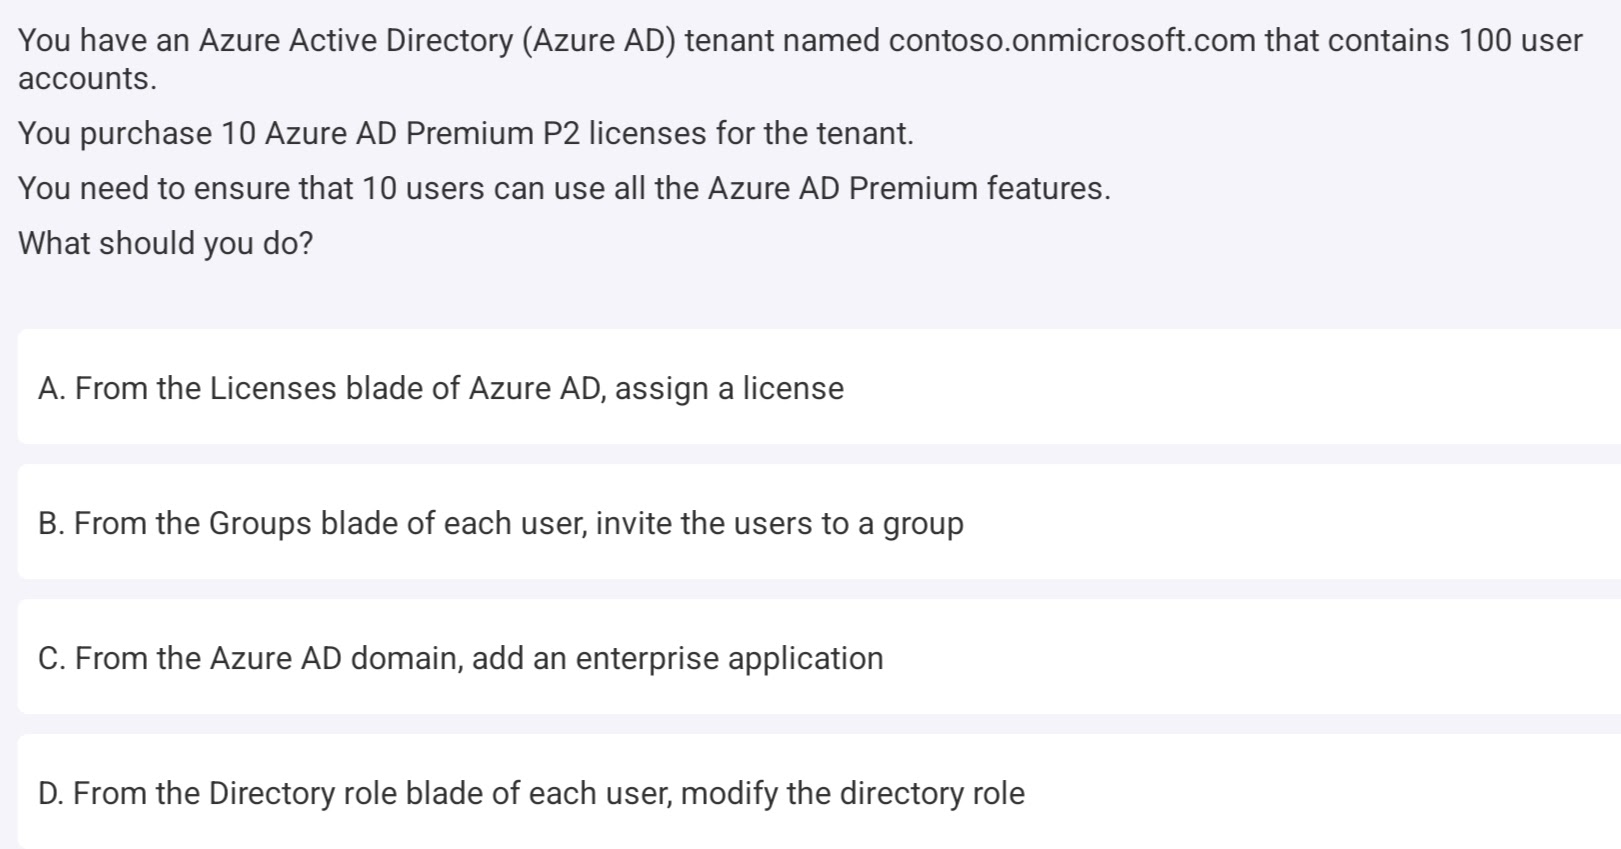 You have an Azure Active Directory (Azure AD) tenant named contoso.onmicrosoft.com that contains 100 user
accounts.
You purchase 10 Azure AD Premium P2 licenses for the tenant.
You need to ensure that 10 users can use all the Azure AD Premium features.
What should you do?
A. From the Licenses blade of Azure AD, assign a license
B. From the Groups blade of each user, invite the users to a group
C. From the Azure AD domain, add an enterprise application
D. From the Directory role blade of each user, modify the directory role